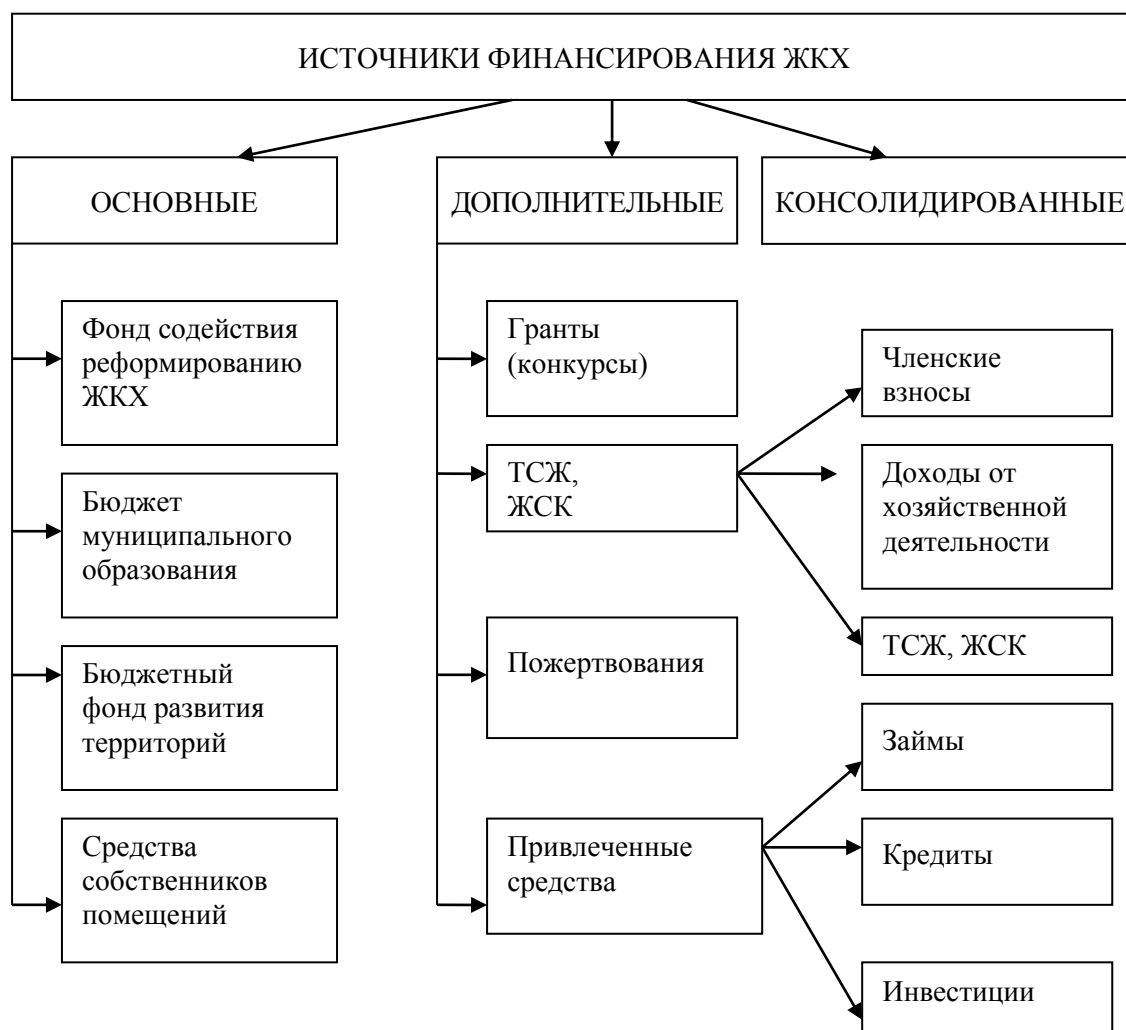 ИСТОЧНИКИ ФИНАНСИРОВАНИЯ ЖКХ
ОСНОВНЫЕ
ДОПОЛНИТЕЛЬНЫЕ
КОНСОЛИДИРОВАННЫЕ
Фонд содействия
реформированию
ЖКХ
Бюджет
муниципального
образования
Бюджетный
фонд развития
территорий
Средства
собственников
помещений
Гранты
(конкурсы)
ТСЖ,
ЖСК
Пожертвования
Привлеченные
средства
Членские
взносы
Доходы от
хозяйственной
деятельности
ТСЖ, ЖСК
Займы
Кредиты
Инвестиции